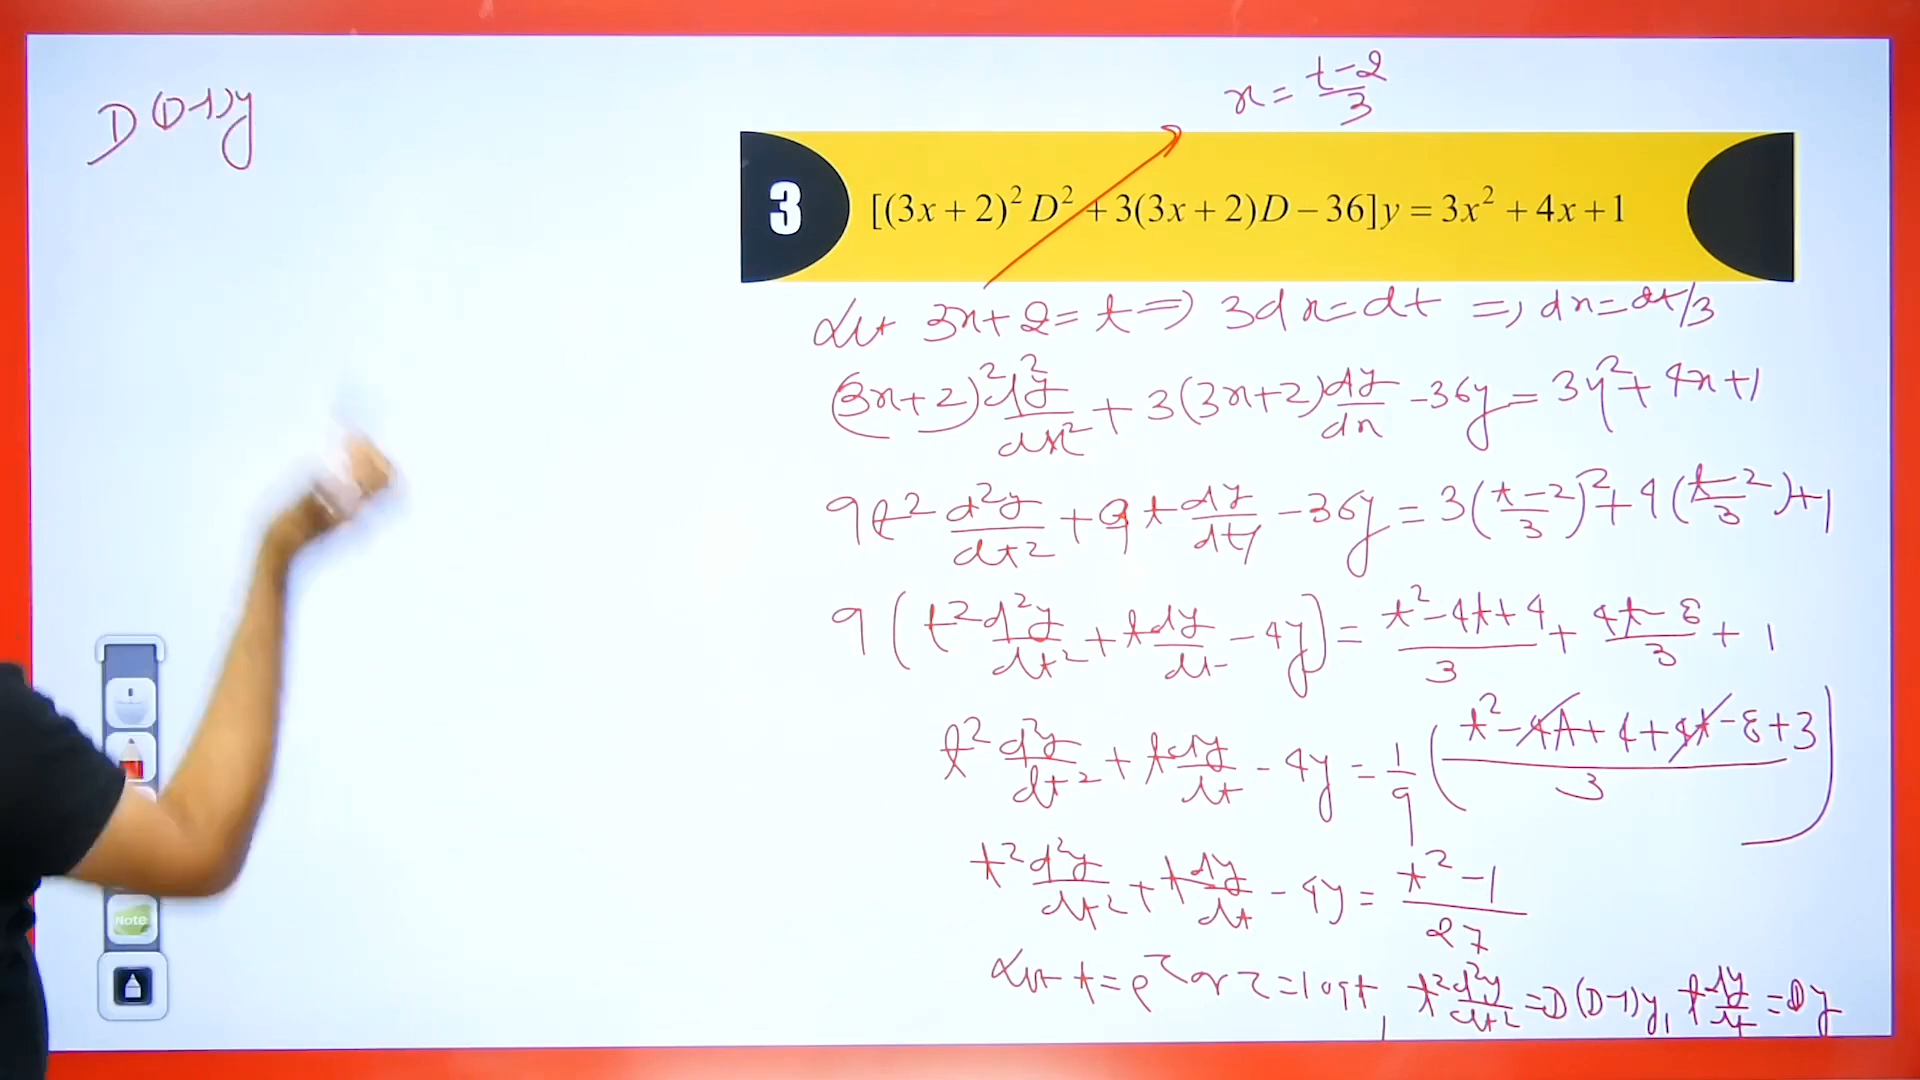 D(D-1)y
x = (t-2)/3
3 [(3x + 2)² D² + 3(3x + 2)D − 36]y = 3x² + 4x + 1
Let 3x+2 = t ⇒ 3dx = dt ⇒ dx = dt/3
(3x+2)² d²y/dx² + 3(3x+2) dy/dx - 36y = 3y² + 4x + 1
9t² d²y/dt² + 9t dy/dt - 36y = 3((t-2)/3)² + 4((t-2)/3) + 1
9(t² d²y/dt² + t dy/dt - 4y) = (t²-4t+4)/3 + (4t-8)/3 + 1
t² d²y/dt² + t dy/dt - 4y = 1/9 ((t²-4t+4+4t-8+3)/3)
t² d²y/dt² + t dy/dt - 4y = (t²-1)/27
Let t = e^z or z = log t, t² d²y/dt² = D(D-1)y, t dy/dt = Dy
Note